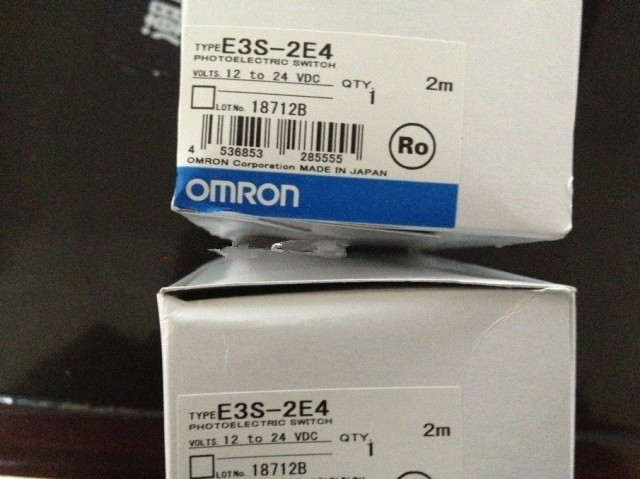 TYPE E3S-2E4
PHOTOELECTRIC SWITCH
VOLTS. 12 to 24 VDC QTY. 1 2m
LOT No. 18712B
4 536853 285555
Ro
OMRON Corporation MADE IN JAPAN
OMRON
TYPE E3S-2E4
PHOTOELECTRIC SWITCH
VOLTS. 12 to 24 VDC QTY. 1 2m
LOT No. 18712B